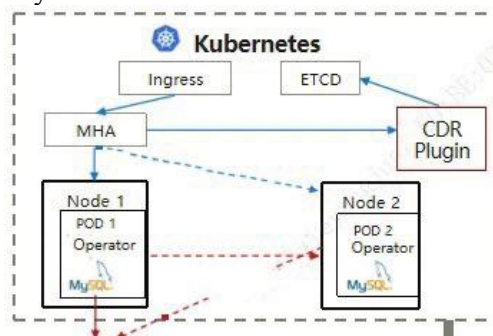 Kubernetes
Ingress
ETCD
MHA
CDR
Plugin
Node 1
POD 1
Operator
MySQL
Node 2
POD 2
Operator
MySQL